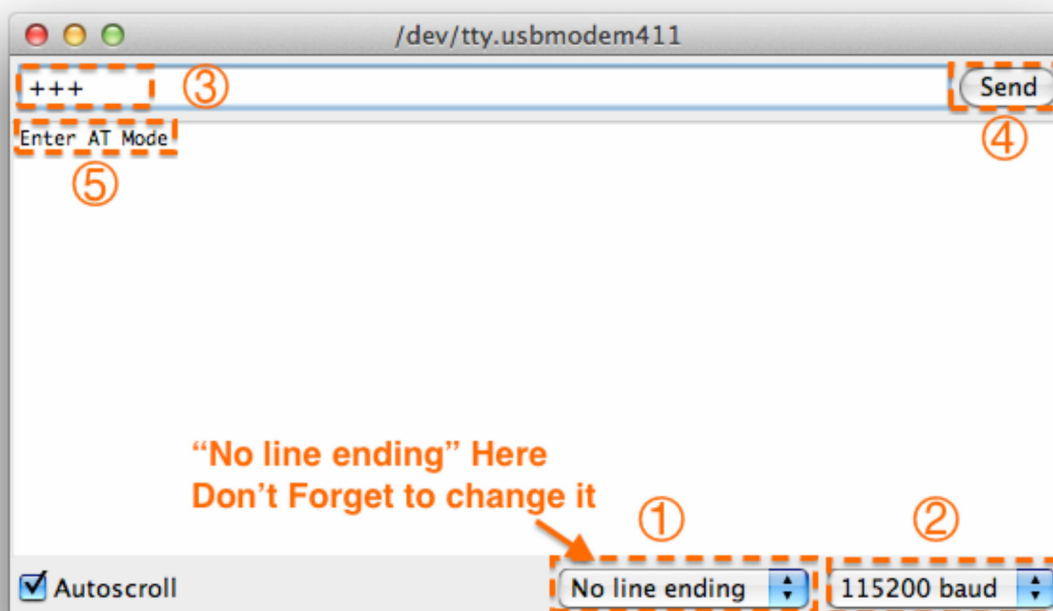 /dev/tty.usbmodem411
+++ ③ Send
④
Enter AT Mode
⑤
“No line ending” Here
Don’t Forget to change it
① ②
Autoscroll No line ending 115200 baud